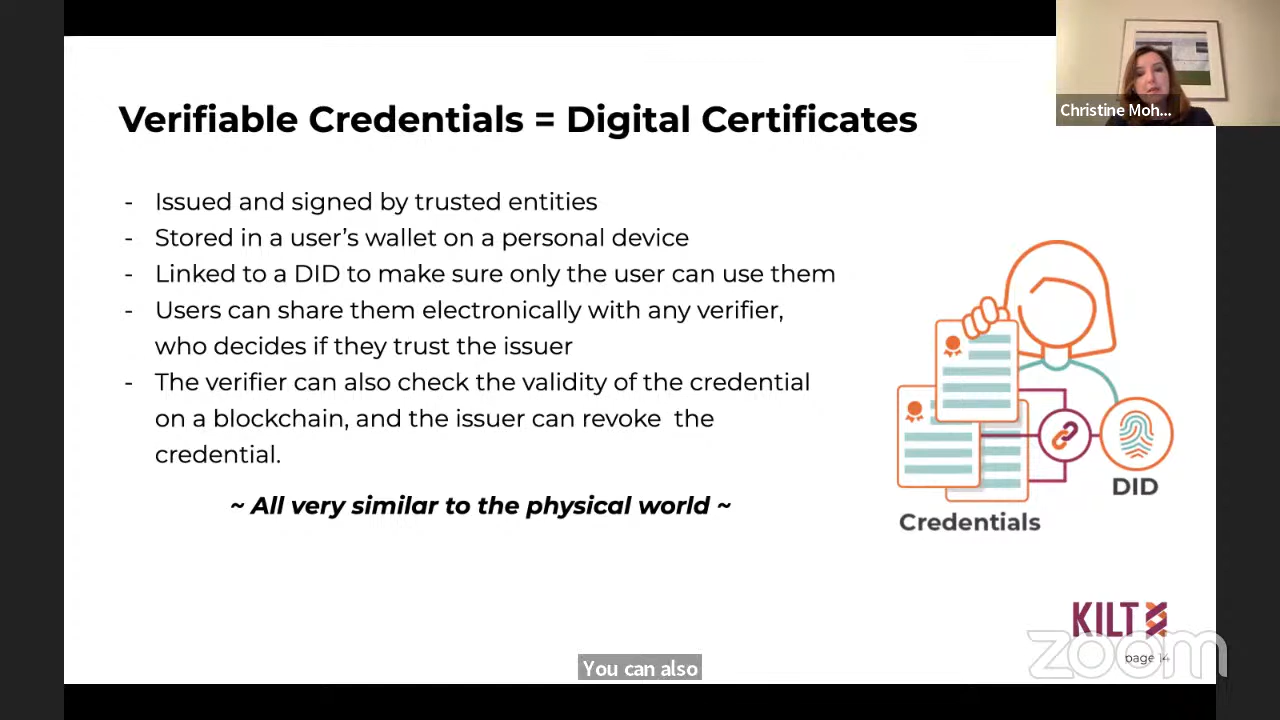 Verifiable Credentials = Digital Certificates
Christine Moh...
- Issued and signed by trusted entities
- Stored in a user’s wallet on a personal device
- Linked to a DID to make sure only the user can use them
- Users can share them electronically with any verifier,
who decides if they trust the issuer
- The verifier can also check the validity of the credential
on a blockchain, and the issuer can revoke the
credential.
~ All very similar to the physical world ~
DID
Credentials
KILT
zoom
page 14
You can also